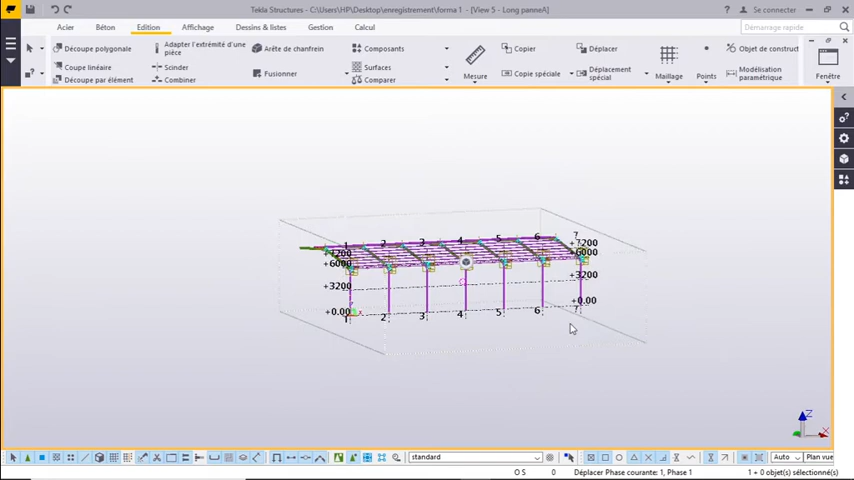 Tekla Structures - C:\Users\HP\Desktop\enregistrement\forma 1 - [View 5 - Long panneA]
Acier Béton Edition Affichage Dessins & listes Gestion Calcul Démarrage rapide
Se connecter
Découpe polygonale
Coupe linéaire
Découpe par élément
Adapter l'extrémité d'une pièce
Scinder
Combiner
Arête de chanfrein
Fusionner
Composants
Surfaces
Comparer
Mesure
Copier
Copie spéciale
Déplacer
Déplacement spécial
Maillage
Points
Objet de construct
Modélisation paramétrique
Fenêtre
1 2 3 4 5 6 7
+7200 +7200
+6000 +6000
+3200 +3200
+0.00 +0.00
1 2 3 4 5 6 7
Z
X
standard Auto Plan vue
O S 0 Déplacer Phase courante: 1, Phase 1 1 + 0 objet(s) sélectionné(s)